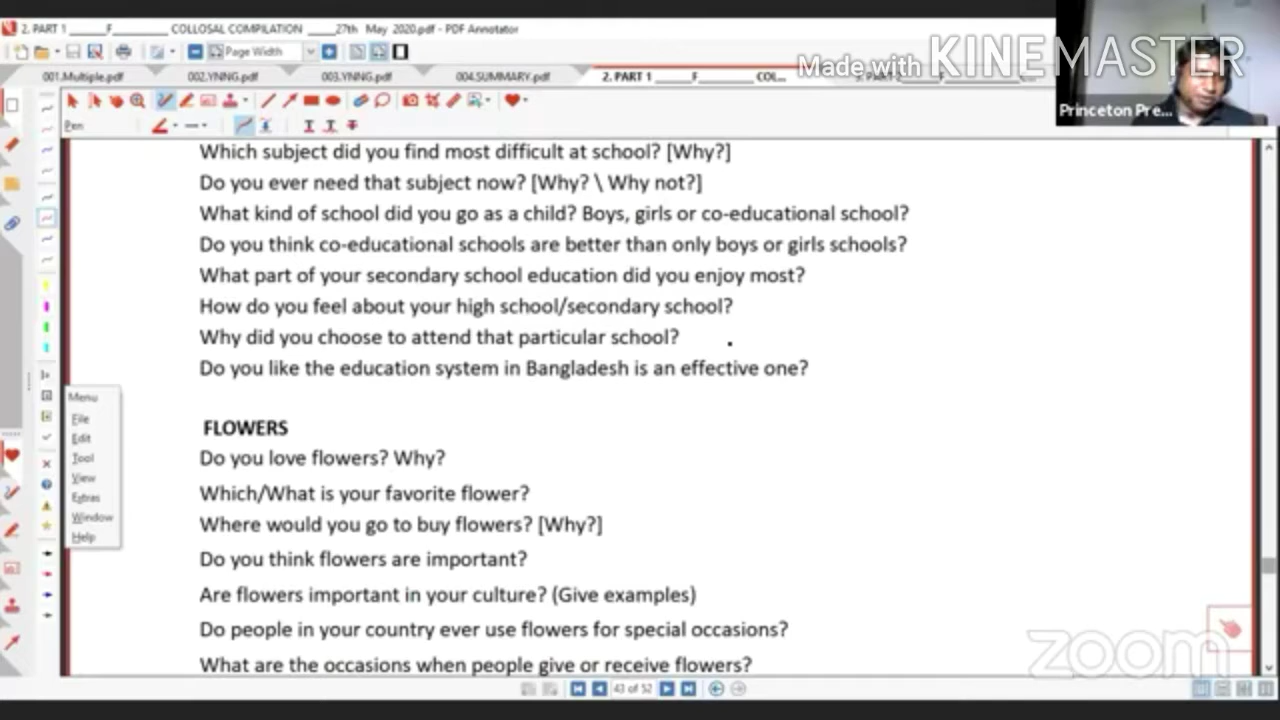 2. PART 1 _____F________ COLLOSAL COMPILATION ____27th May 2020.pdf - PDF Annotator
Made with KINEMASTER
Page Width
001.Multiple.pdf 002.YNNG.pdf 003.YNNG.pdf 004.SUMMARY.pdf 2. PART 1 ____F________ COL...
Princeton Pre...
Pen
Which subject did you find most difficult at school? [Why?]
Do you ever need that subject now? [Why? \ Why not?]
What kind of school did you go as a child? Boys, girls or co-educational school?
Do you think co-educational schools are better than only boys or girls schools?
What part of your secondary school education did you enjoy most?
How do you feel about your high school/secondary school?
Why did you choose to attend that particular school?
Do you like the education system in Bangladesh is an effective one?
Menu
File
Edit
Tool
View
Extras
Window
Help
FLOWERS
Do you love flowers? Why?
Which/What is your favorite flower?
Where would you go to buy flowers? [Why?]
Do you think flowers are important?
Are flowers important in your culture? (Give examples)
Do people in your country ever use flowers for special occasions?
What are the occasions when people give or receive flowers?
zoom
43 of 52